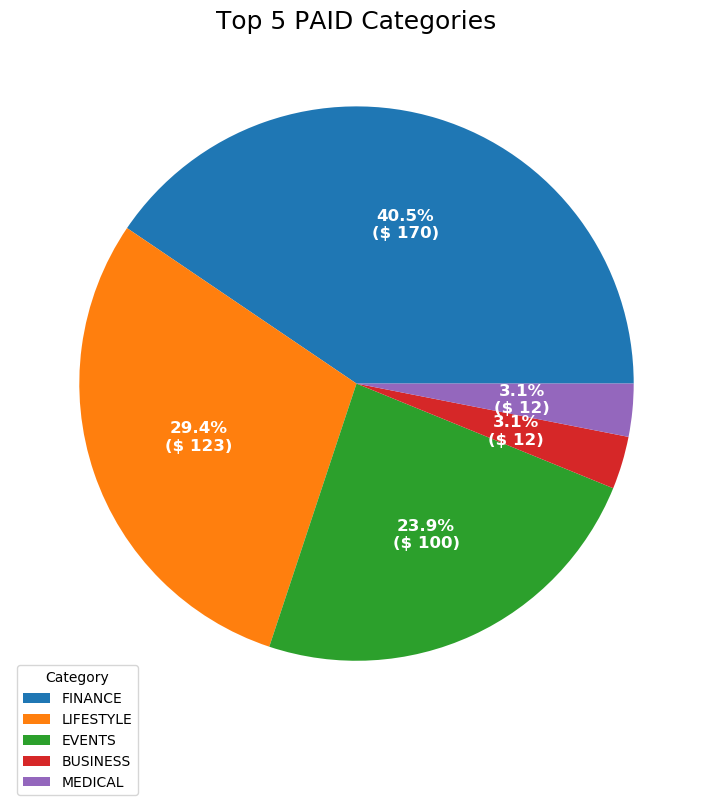 Top 5 PAID Categories
40.5%
($ 170)
29.4%
($ 123)
23.9%
($ 100)
3.1%
($ 12)
3.1%
($ 12)
Category
FINANCE
LIFESTYLE
EVENTS
BUSINESS
MEDICAL